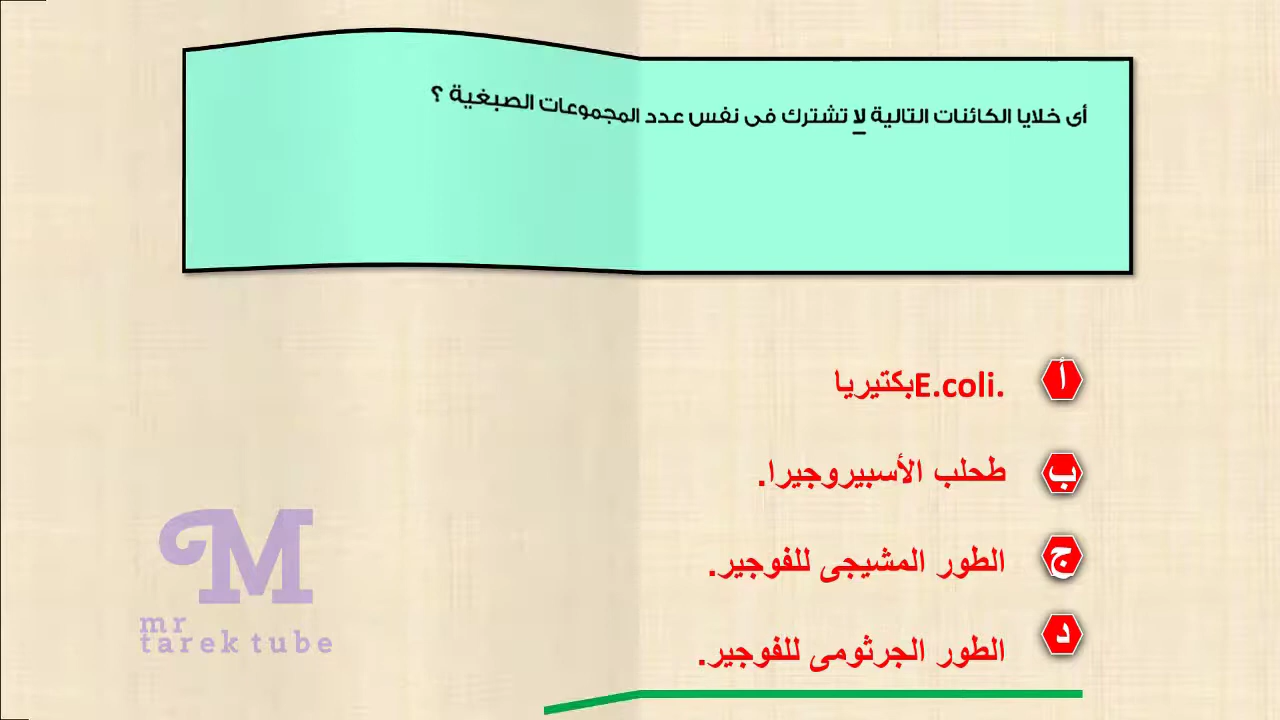 أى خلايا الكائنات التالية لا تشترك فى نفس عدد المجموعات الصبغية ؟
أ
بكتيرياE.coli.
ب
طحلب الأسبيروجيرا.
ج
الطور المشيجى للفوجير.
د
الطور الجرثومى للفوجير.
M
mr
tarek tube